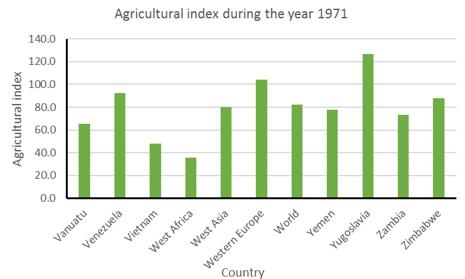 Agricultural index during the year 1971
Agricultural index
140.0
120.0
100.0
80.0
60.0
40.0
20.0
0.0
Vanuatu
Venezuela
Vietnam
West Africa
West Asia
Western Europe
World
Yemen
Yugoslavia
Zambia
Zimbabwe
Country